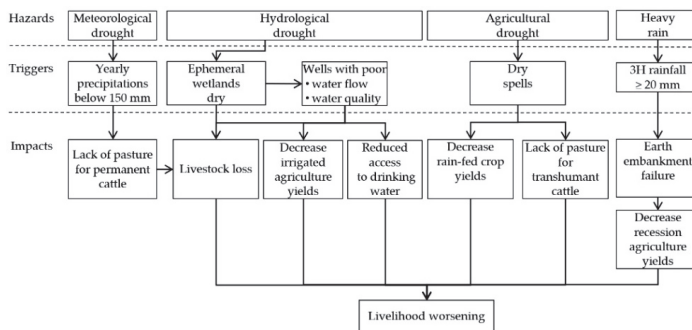 Hazards
Meteorological
drought
Hydrological
drought
Agricultural
drought
Heavy
rain
Triggers
Yearly
precipitations
below 150 mm
Ephemeral
wetlands
dry
Wells with poor
• water flow
• water quality
Dry
spells
3H rainfall
≥ 20 mm
Impacts
Lack of pasture
for permanent
cattle
Livestock loss
Decrease
irrigated
agriculture
yields
Reduced
access
to drinking
water
Decrease
rain-fed crop
yields
Lack of pasture
for
transhumant
cattle
Earth
embankment
failure
Decrease
recession
agriculture
yields
Livelihood worsening